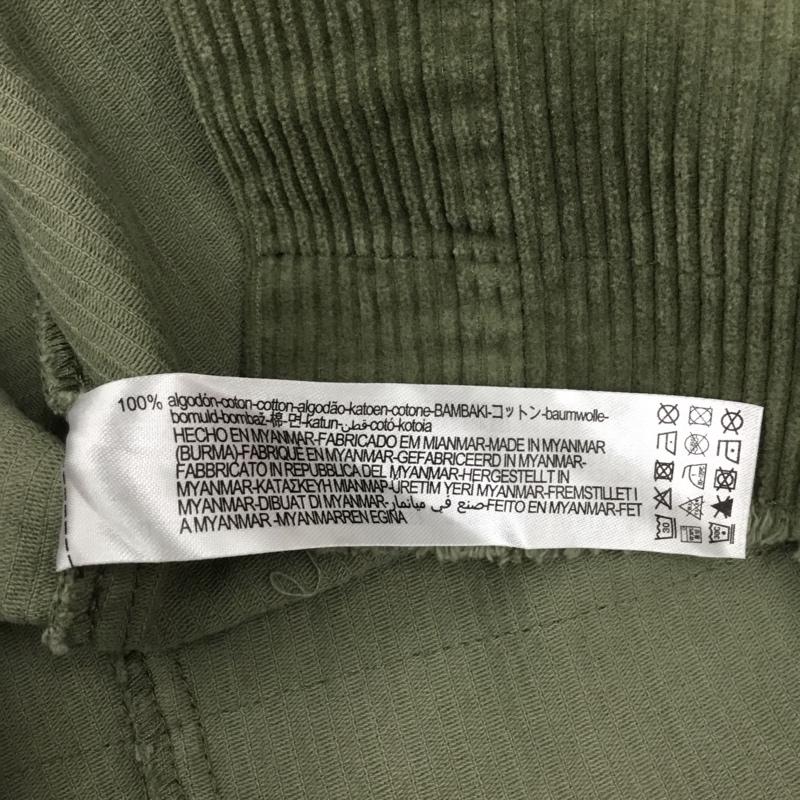 100% algodón-coton-cotton-algodão-katoen-cotone-BAMBAKI-コットン-baumwolle-
bomuld-bombaž-棉-면-katun-قطن-cotó-kotoia
HECHO EN MYANMAR-FABRICADO EM MIANMAR-MADE IN MYANMAR
(BURMA)-FABRIQUÉ EN MYANMAR-GEFABRICEERD IN MYANMAR-
FABBRICATO IN REPUBBLICA DEL MYANMAR-HERGESTELLT IN
MYANMAR-ΚΑΤΑΣΚΕΥΗ ΜΙΑΝΜΑΡ-ÜRETIM YERI MYANMAR-FREMSTILLET I
MYANMAR-DIBUAT DI MYANMAR-صنع في ميانمار-FEITO EN MYANMAR-FET
A MYANMAR -MYANMARREN EGINA
30